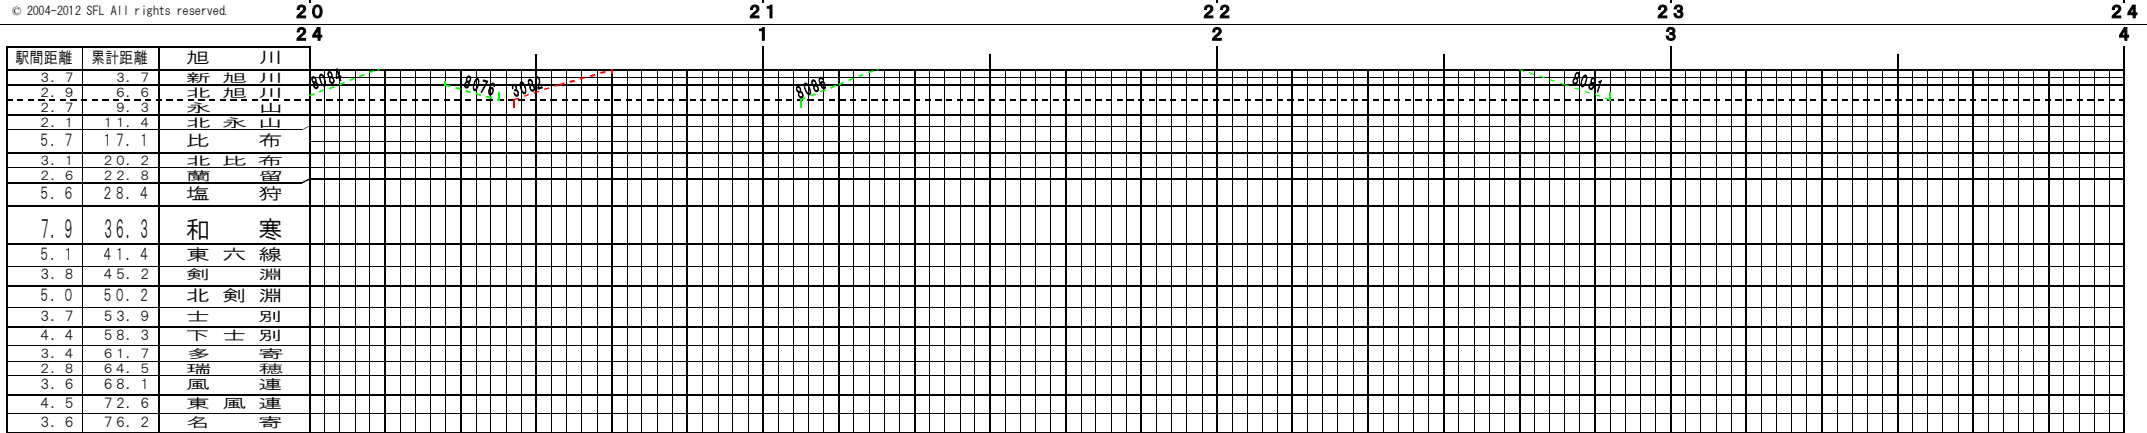 © 2004-2012 SFL All rights reserved.
20 21 22 23 24
24 1 2 3 4
駅間距離 累計距離 旭川
3.7 3.7 新旭川
2.9 6.6 北旭川
2.7 9.3 永山
2.1 11.4 北永山
5.7 17.1 比布
3.1 20.2 北比布
2.6 22.8 蘭留
5.6 28.4 塩狩
7.9 36.3 和寒
5.1 41.4 東六線
3.8 45.2 剣淵
5.0 50.2 北剣淵
3.7 53.9 士別
4.4 58.3 下士別
3.4 61.7 多寄
2.8 64.5 瑞穂
3.6 68.1 風連
4.5 72.6 東風連
3.6 76.2 名寄
8084
8076
3082
8086
8081